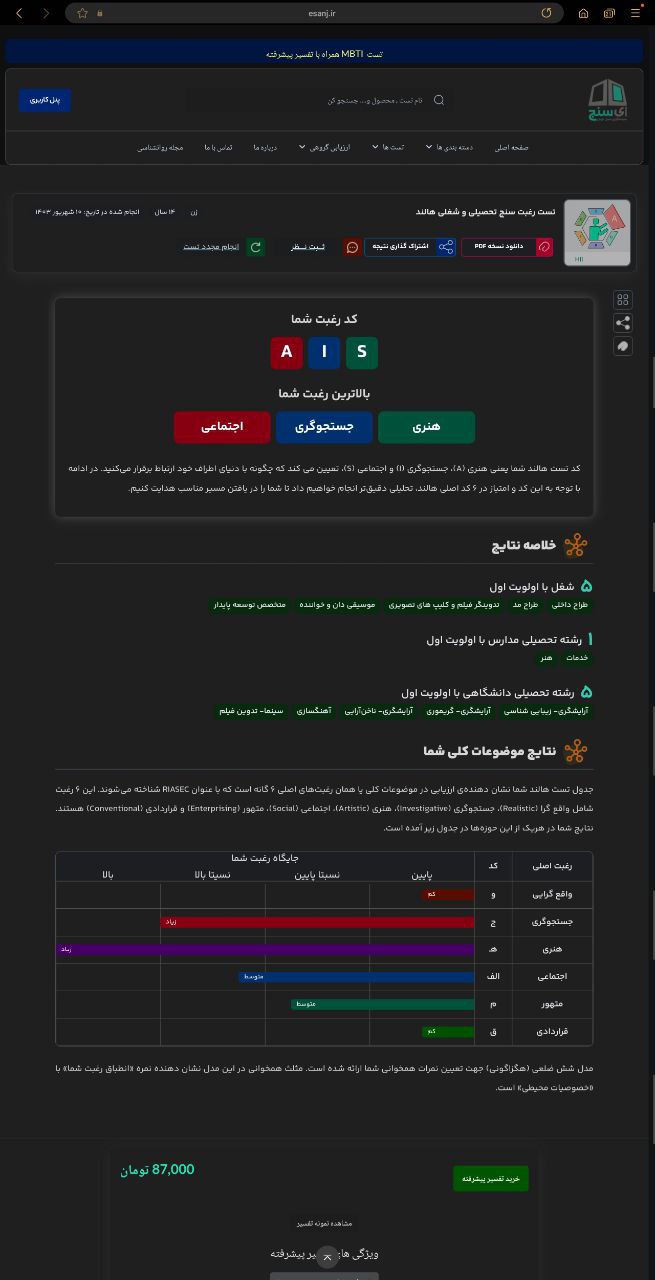 esanj.ir
تست MBTI همراه با تفسیر پیشرفته
ای سنج
نام تست ، محصول و... جستجو کن
پنل کاربری
صفحه اصلی
دسته بندی ها
تست ها
ارزیابی گروهی
درباره ما
تماس با ما
مجله روانشناسی
تست رغبت سنج تحصیلی و شغلی هالند
زن
۱۴ سال
انجام شده در تاریخ: ۱۰ شهریور ۱۴۰۳
دانلود نسخه PDF
اشتراک گذاری نتیجه
ثبت نظر
انجام مجدد تست
HII
کد رغبت شما
A I S
بالاترین رغبت شما
هنری
جستجوگری
اجتماعی
کد تست هالند شما یعنی هنری (A)، جستجوگری (I) و اجتماعی (S)، تعیین می کند که چگونه با دنیای اطراف خود ارتباط برقرار می‌کنید. در ادامه
با توجه به این کد و امتیاز در ۶ کد اصلی هالند، تحلیلی دقیق‌تر انجام خواهیم داد تا شما را در یافتن مسیر مناسب هدایت کنیم.
خلاصه نتایج
۵ شغل با اولویت اول
طراح داخلی
طراح مد
تدوینگر فیلم و کلیپ های تصویری
موسیقی دان و خواننده
متخصص توسعه پایدار
۱ رشته تحصیلی مدارس با اولویت اول
خدمات
هنر
۵ رشته تحصیلی دانشگاهی با اولویت اول
آرایشگری- زیبایی شناسی
آرایشگری- گریموری
آرایشگری- ناخن‌آرایی
آهنگسازی
سینما- تدوین فیلم
نتایج موضوعات کلی شما
جدول تست هالند شما نشان دهنده‌ی ارزیابی در موضوعات کلی یا همان رغبت‌های اصلی ۶ گانه است که با عنوان RIASEC شناخته می‌شوند. این ۶ رغبت
شامل واقع گرا (Realistic)، جستجوگری (Investigative)، هنری (Artistic)، اجتماعی (Social)، متهور (Enterprising) و قراردادی (Conventional) هستند.
نتایج شما در هریک از این حوزه‌ها در جدول زیر آمده است.
رغبت اصلی
کد
جایگاه رغبت شما
پایین
نسبتا پایین
نسبتا بالا
بالا
واقع گرایی و کم
جستجوگری ج زیاد
هنری هـ زیاد
اجتماعی الف متوسط
متهور م متوسط
قراردادی ق کم
مدل شش ضلعی (هگزاگونی) جهت تعیین نمرات همخوانی شما ارائه شده است. مثلث همخوانی در این مدل نشان دهنده نمره «انطباق رغبت شما» با
«خصوصیات محیطی» است.
خرید تفسیر پیشرفته
87,000 تومان
مشاهده نمونه تفسیر
ویژگی های پیشرفته